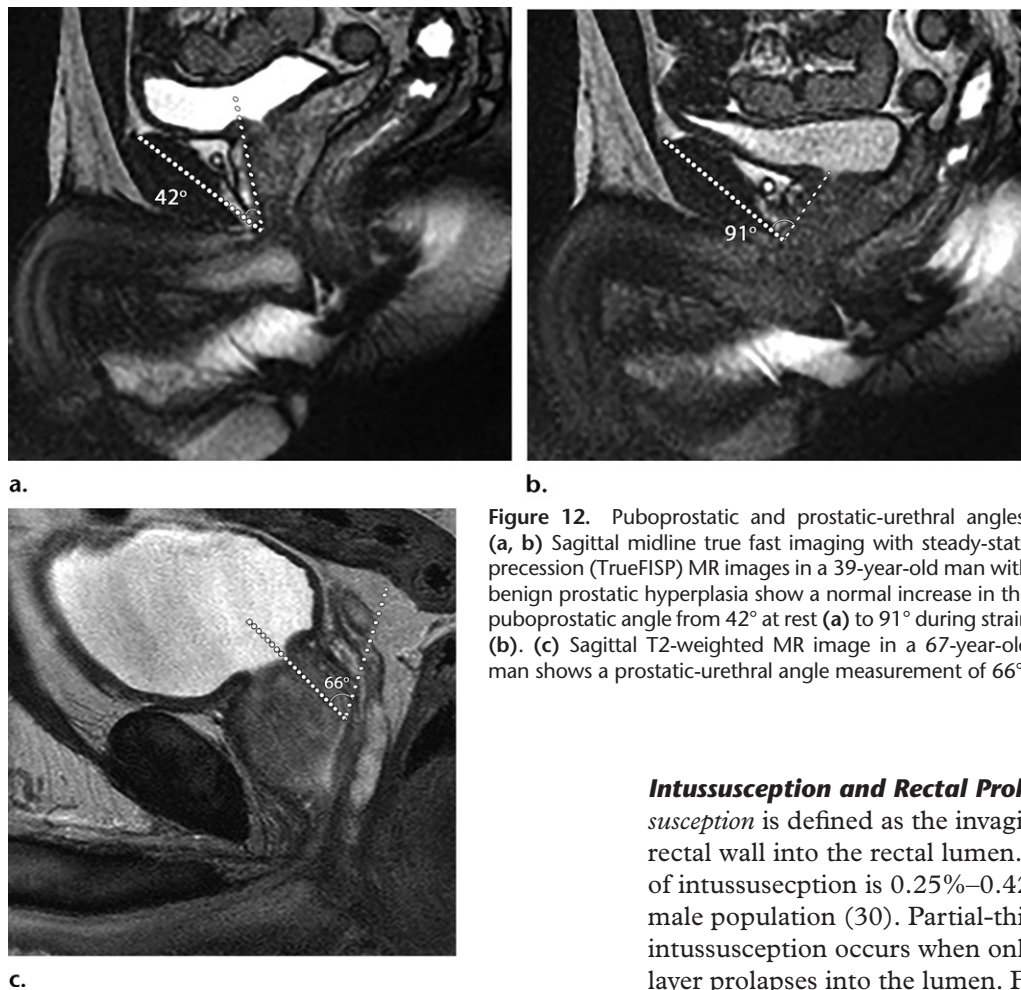 42°
91°
a.
b.
Figure 12. Puboprostatic and prostatic-urethral angles
(a, b) Sagittal midline true fast imaging with steady-stat
precession (TrueFISP) MR images in a 39-year-old man with
benign prostatic hyperplasia show a normal increase in th
puboprostatic angle from 42° at rest (a) to 91° during strain
(b). (c) Sagittal T2-weighted MR image in a 67-year-old
man shows a prostatic-urethral angle measurement of 66°
66°
c.
Intussusception and Rectal Prol
susception is defined as the invagi
rectal wall into the rectal lumen.
of intussusecption is 0.25%–0.42
male population (30). Partial-thi
intussusception occurs when onl
layer prolapses into the lumen. F